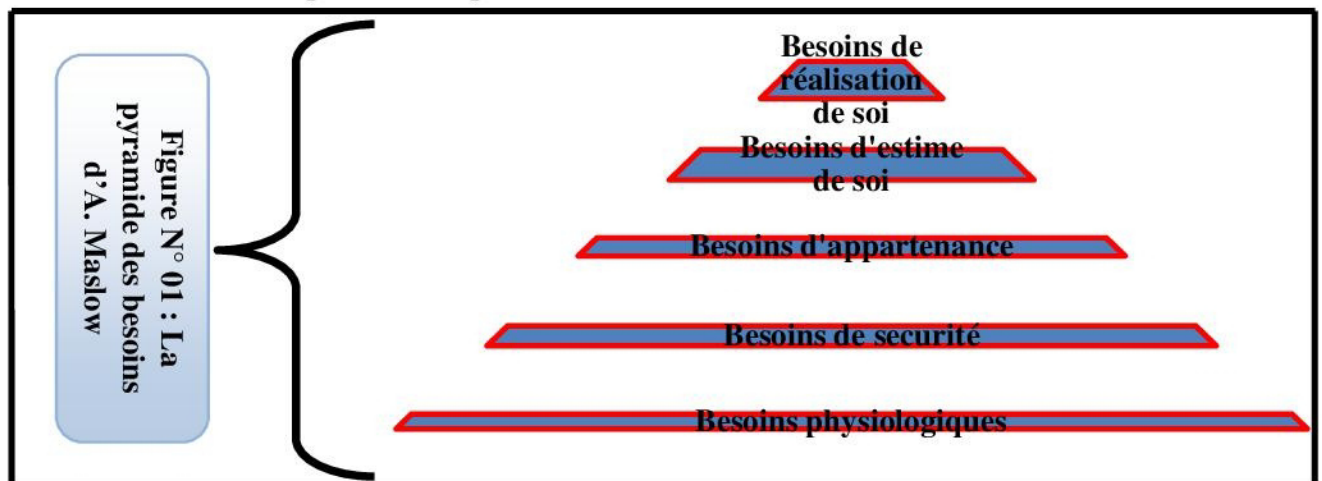 Figure N° 01 : La
pyramide des besoins
d'A. Maslow
Besoins de
réalisation
de soi
Besoins d'estime
de soi
Besoins d'appartenance
Besoins de securité
Besoins physiologiques